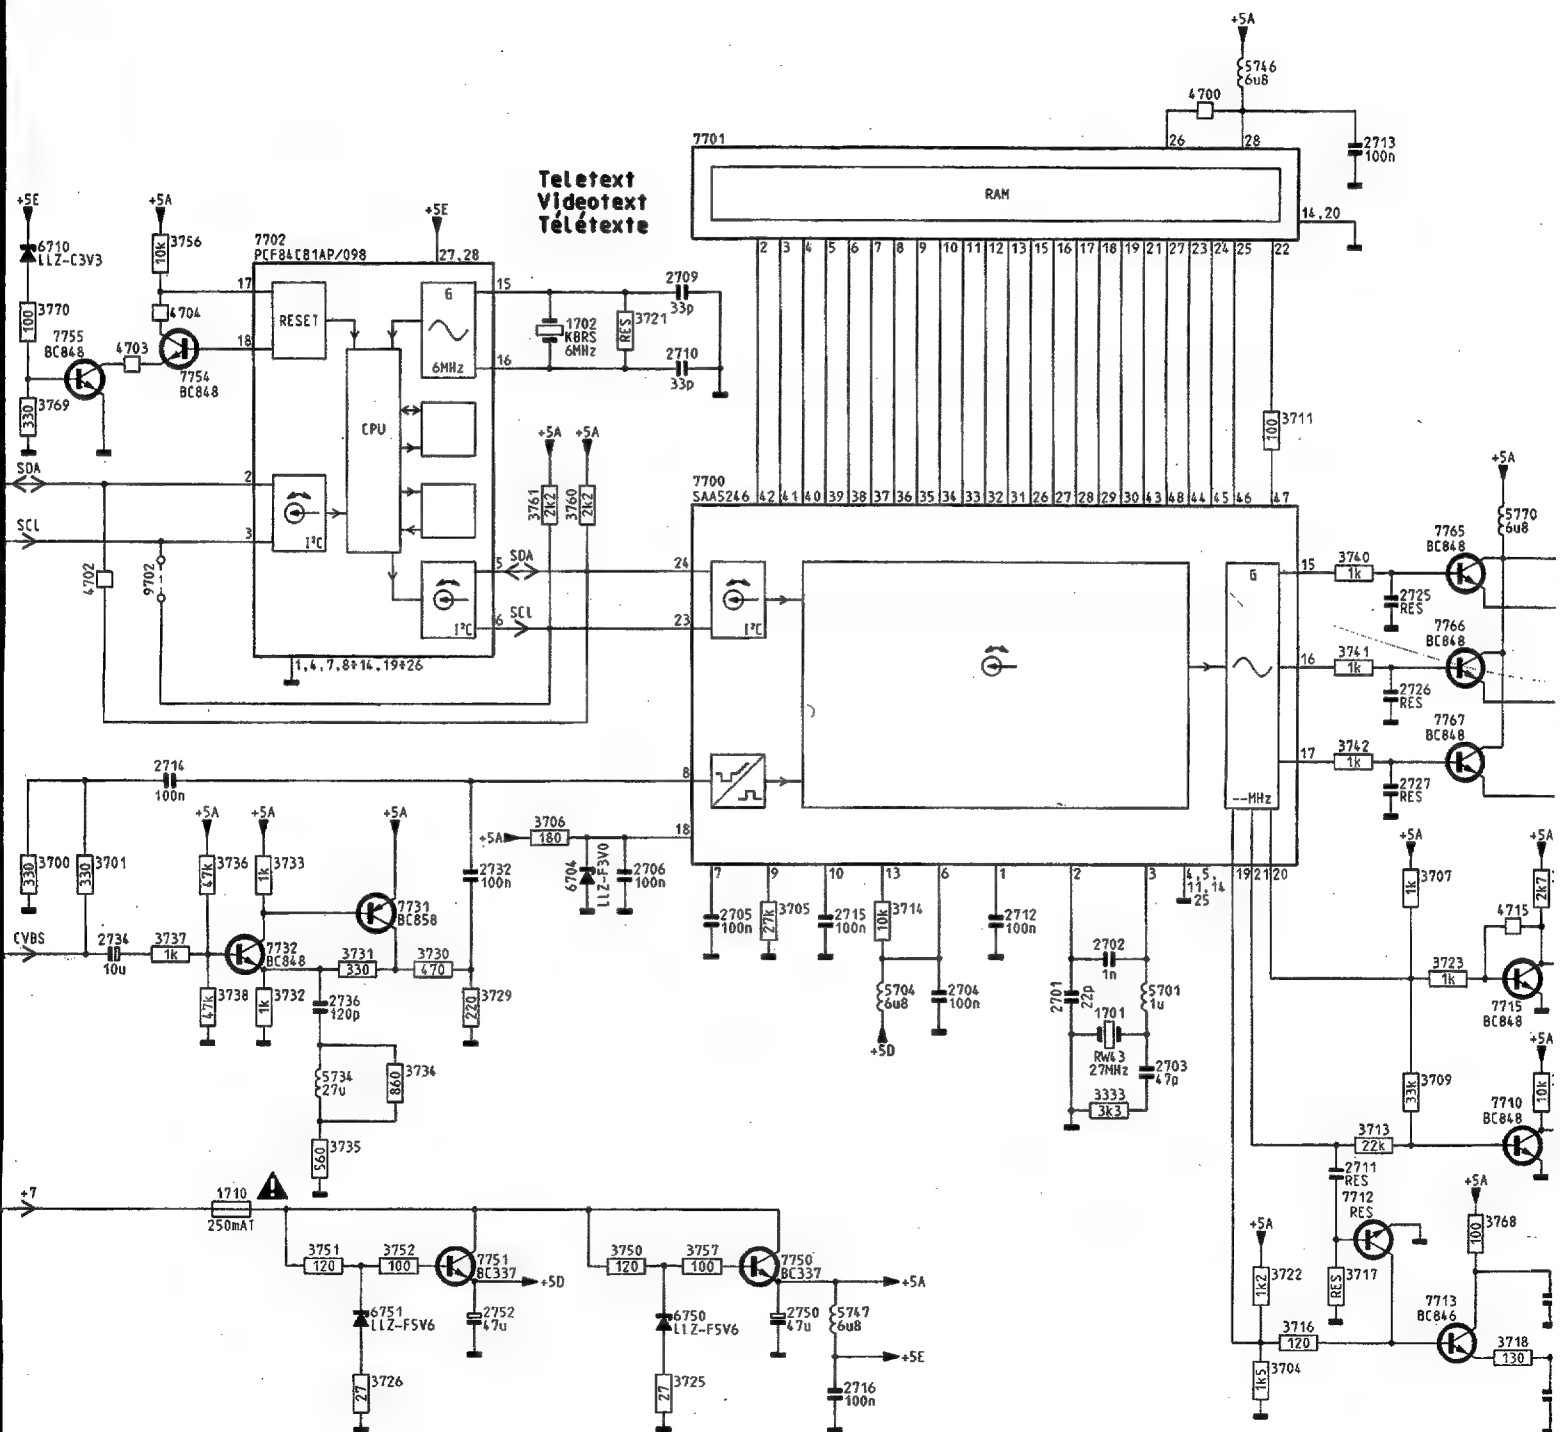 +5A
5746
6u8
4700
7701
26
28
2713
100n
RAM
14,20
Teletext
Videotext
Télétexte
2 3 4 5 6 7 8 9 10 11 12 13 15 16 17 18 19 21 27 23 24 25 22
+5E
+5A
+5E
6710
LLZ-C3V3
3756
10k
7702
PCF84C81AP/098
27,28
17
15
G
RESET
3770
100
4704
18
7755
BC848
4703
7754
BC848
16
6MHz
1702
KBRS
6MHz
RES
3721
2709
33p
2710
33p
3769
330
CPU
+5A
+5A
3761
2k2
3760
2k2
3711
100
SDA
2
SCL
3
I²C
4702
9702
5
SDA
6
SCL
I²C
1,4,7,8÷14,19÷26
7700
SAA5246
42 41 40 39 38 37 36 35 34 33 32 31 26 27 28 29 30 43 48 44 45 46 47
24
23
I²C
G
--MHz
15
3740
1k
2725
RES
7765
BC848
+5A
5770
6u8
16
3741
1k
2726
RES
7766
BC848
17
3742
1k
2727
RES
7767
BC848
2714
100n
8
18
+5A
3706
180
6704
LLZ-F3V0
2706
100n
3700
330
3701
330
+5A
3736
47k
+5A
3733
1k
+5A
7731
BC858
2732
100n
CVBS
2734
10u
3737
1k
7732
BC848
3731
330
3730
470
3738
47k
3732
1k
2736
120p
3729
220
5734
27u
3734
860
3735
560
7
9
10
13
6
1
2
3
4,5,
11,14
25
19
21
20
2705
100n
3705
27k
2715
100n
3714
10k
2712
100n
5704
6u8
2704
100n
+5D
2702
1n
2701
22p
5701
1u
1701
RW43
27MHz
2703
47p
3333
3k3
+5A
3707
1k
+5A
2k7
4715
3723
1k
7715
BC848
3709
33k
+5A
10k
7710
BC848
3713
22k
2711
RES
7712
RES
+5A
3768
100
+5A
3722
1k2
3717
RES
7713
BC846
3716
120
3718
130
3704
1k5
+7
1710
250mAT
3751
120
3752
100
7751
BC337
+5D
6751
LLZ-F5V6
2752
47u
3726
27
3750
120
3757
100
7750
BC337
+5A
6750
LLZ-F5V6
2750
47u
5747
6u8
+5E
3725
27
2716
100n